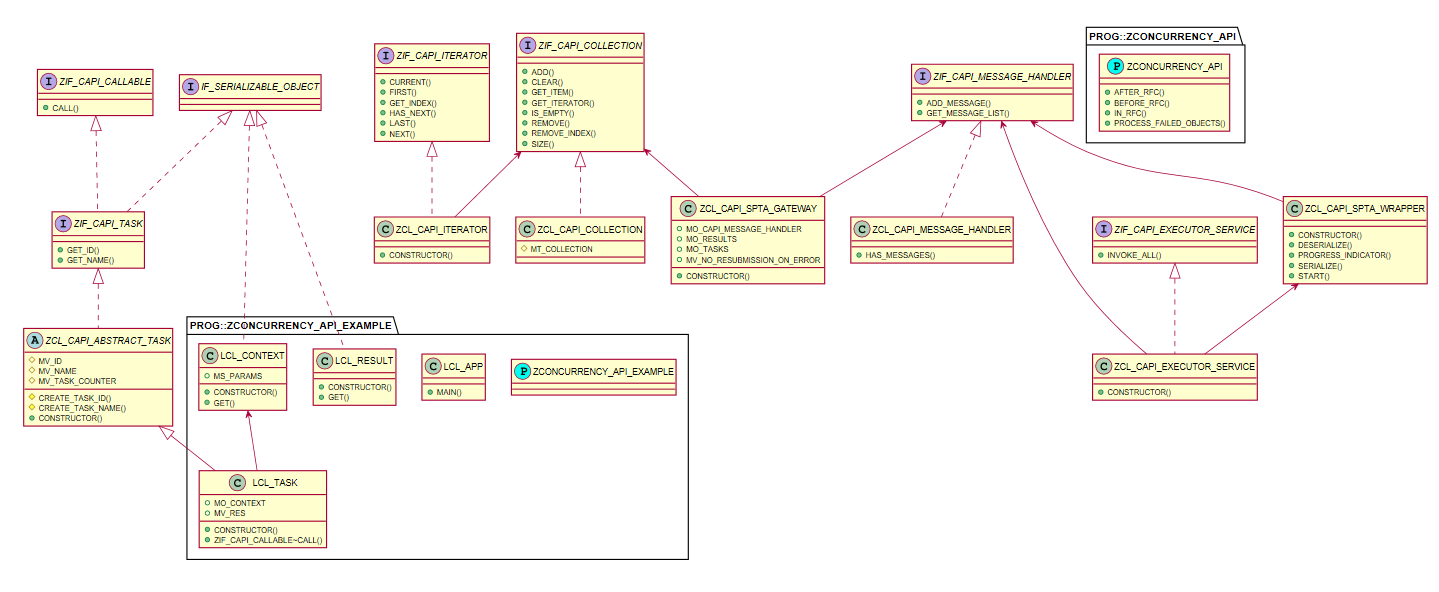 I ZIF_CAPI_CALLABLE
CALL()
I IF_SERIALIZABLE_OBJECT
I ZIF_CAPI_ITERATOR
CURRENT()
FIRST()
GET_INDEX()
HAS_NEXT()
LAST()
NEXT()
I ZIF_CAPI_COLLECTION
ADD()
CLEAR()
GET_ITEM()
GET_ITERATOR()
IS_EMPTY()
REMOVE()
REMOVE_INDEX()
SIZE()
I ZIF_CAPI_MESSAGE_HANDLER
ADD_MESSAGE()
GET_MESSAGE_LIST()
PROG::ZCONCURRENCY_API
P ZCONCURRENCY_API
AFTER_RFC()
BEFORE_RFC()
IN_RFC()
PROCESS_FAILED_OBJECTS()
I ZIF_CAPI_TASK
GET_ID()
GET_NAME()
C ZCL_CAPI_ITERATOR
CONSTRUCTOR()
C ZCL_CAPI_COLLECTION
MT_COLLECTION
C ZCL_CAPI_SPTA_GATEWAY
MO_CAPI_MESSAGE_HANDLER
MO_RESULTS
MO_TASKS
MV_NO_RESUBMISSION_ON_ERROR
CONSTRUCTOR()
C ZCL_CAPI_MESSAGE_HANDLER
HAS_MESSAGES()
I ZIF_CAPI_EXECUTOR_SERVICE
INVOKE_ALL()
C ZCL_CAPI_SPTA_WRAPPER
CONSTRUCTOR()
DESERIALIZE()
PROGRESS_INDICATOR()
SERIALIZE()
START()
A ZCL_CAPI_ABSTRACT_TASK
MV_ID
MV_NAME
MV_TASK_COUNTER
CREATE_TASK_ID()
CREATE_TASK_NAME()
CONSTRUCTOR()
PROG::ZCONCURRENCY_API_EXAMPLE
C LCL_CONTEXT
MS_PARAMS
CONSTRUCTOR()
GET()
C LCL_RESULT
CONSTRUCTOR()
GET()
C LCL_APP
MAIN()
P ZCONCURRENCY_API_EXAMPLE
C ZCL_CAPI_EXECUTOR_SERVICE
CONSTRUCTOR()
C LCL_TASK
MO_CONTEXT
MV_RES
CONSTRUCTOR()
ZIF_CAPI_CALLABLE~CALL()